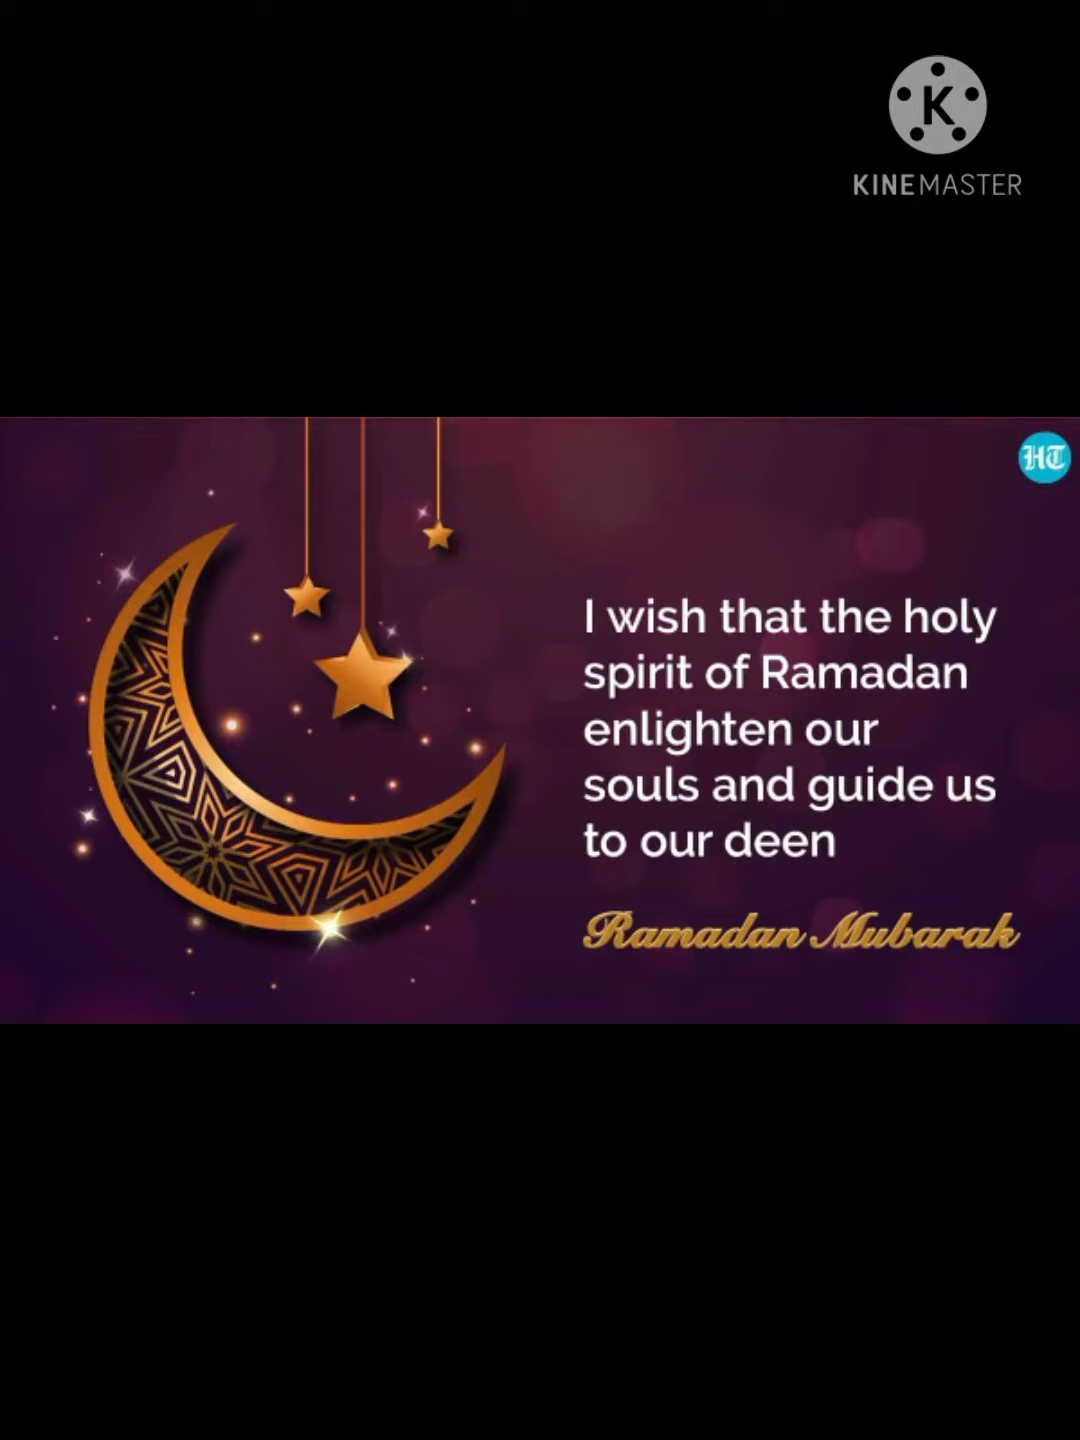 K
KINEMASTER
HT
I wish that the holy
spirit of Ramadan
enlighten our
souls and guide us
to our deen
Ramadan Mubarak